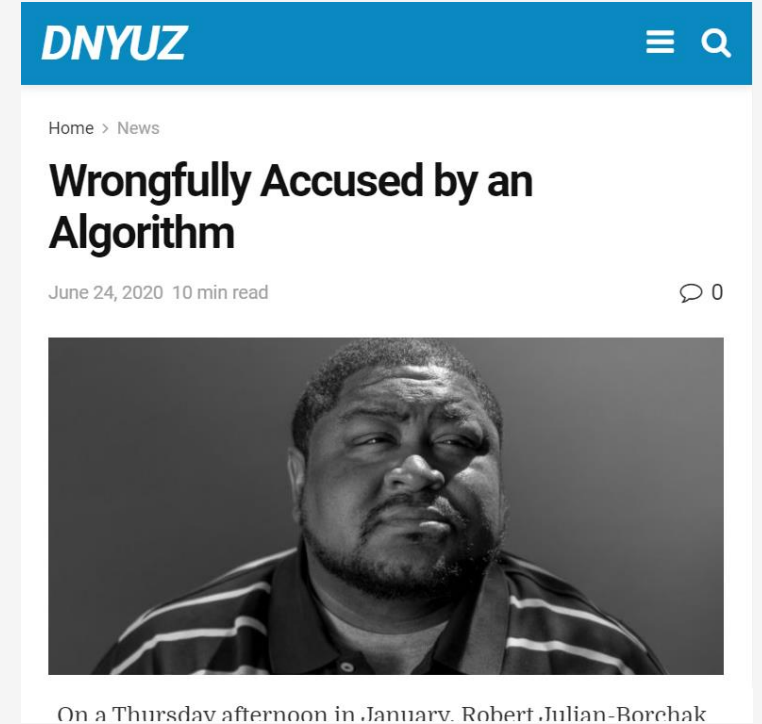 DNYUZ
Home > News
Wrongfully Accused by an
Algorithm
June 24, 2020 10 min read
0
On a Thursday afternoon in January, Robert Julian-Borchak